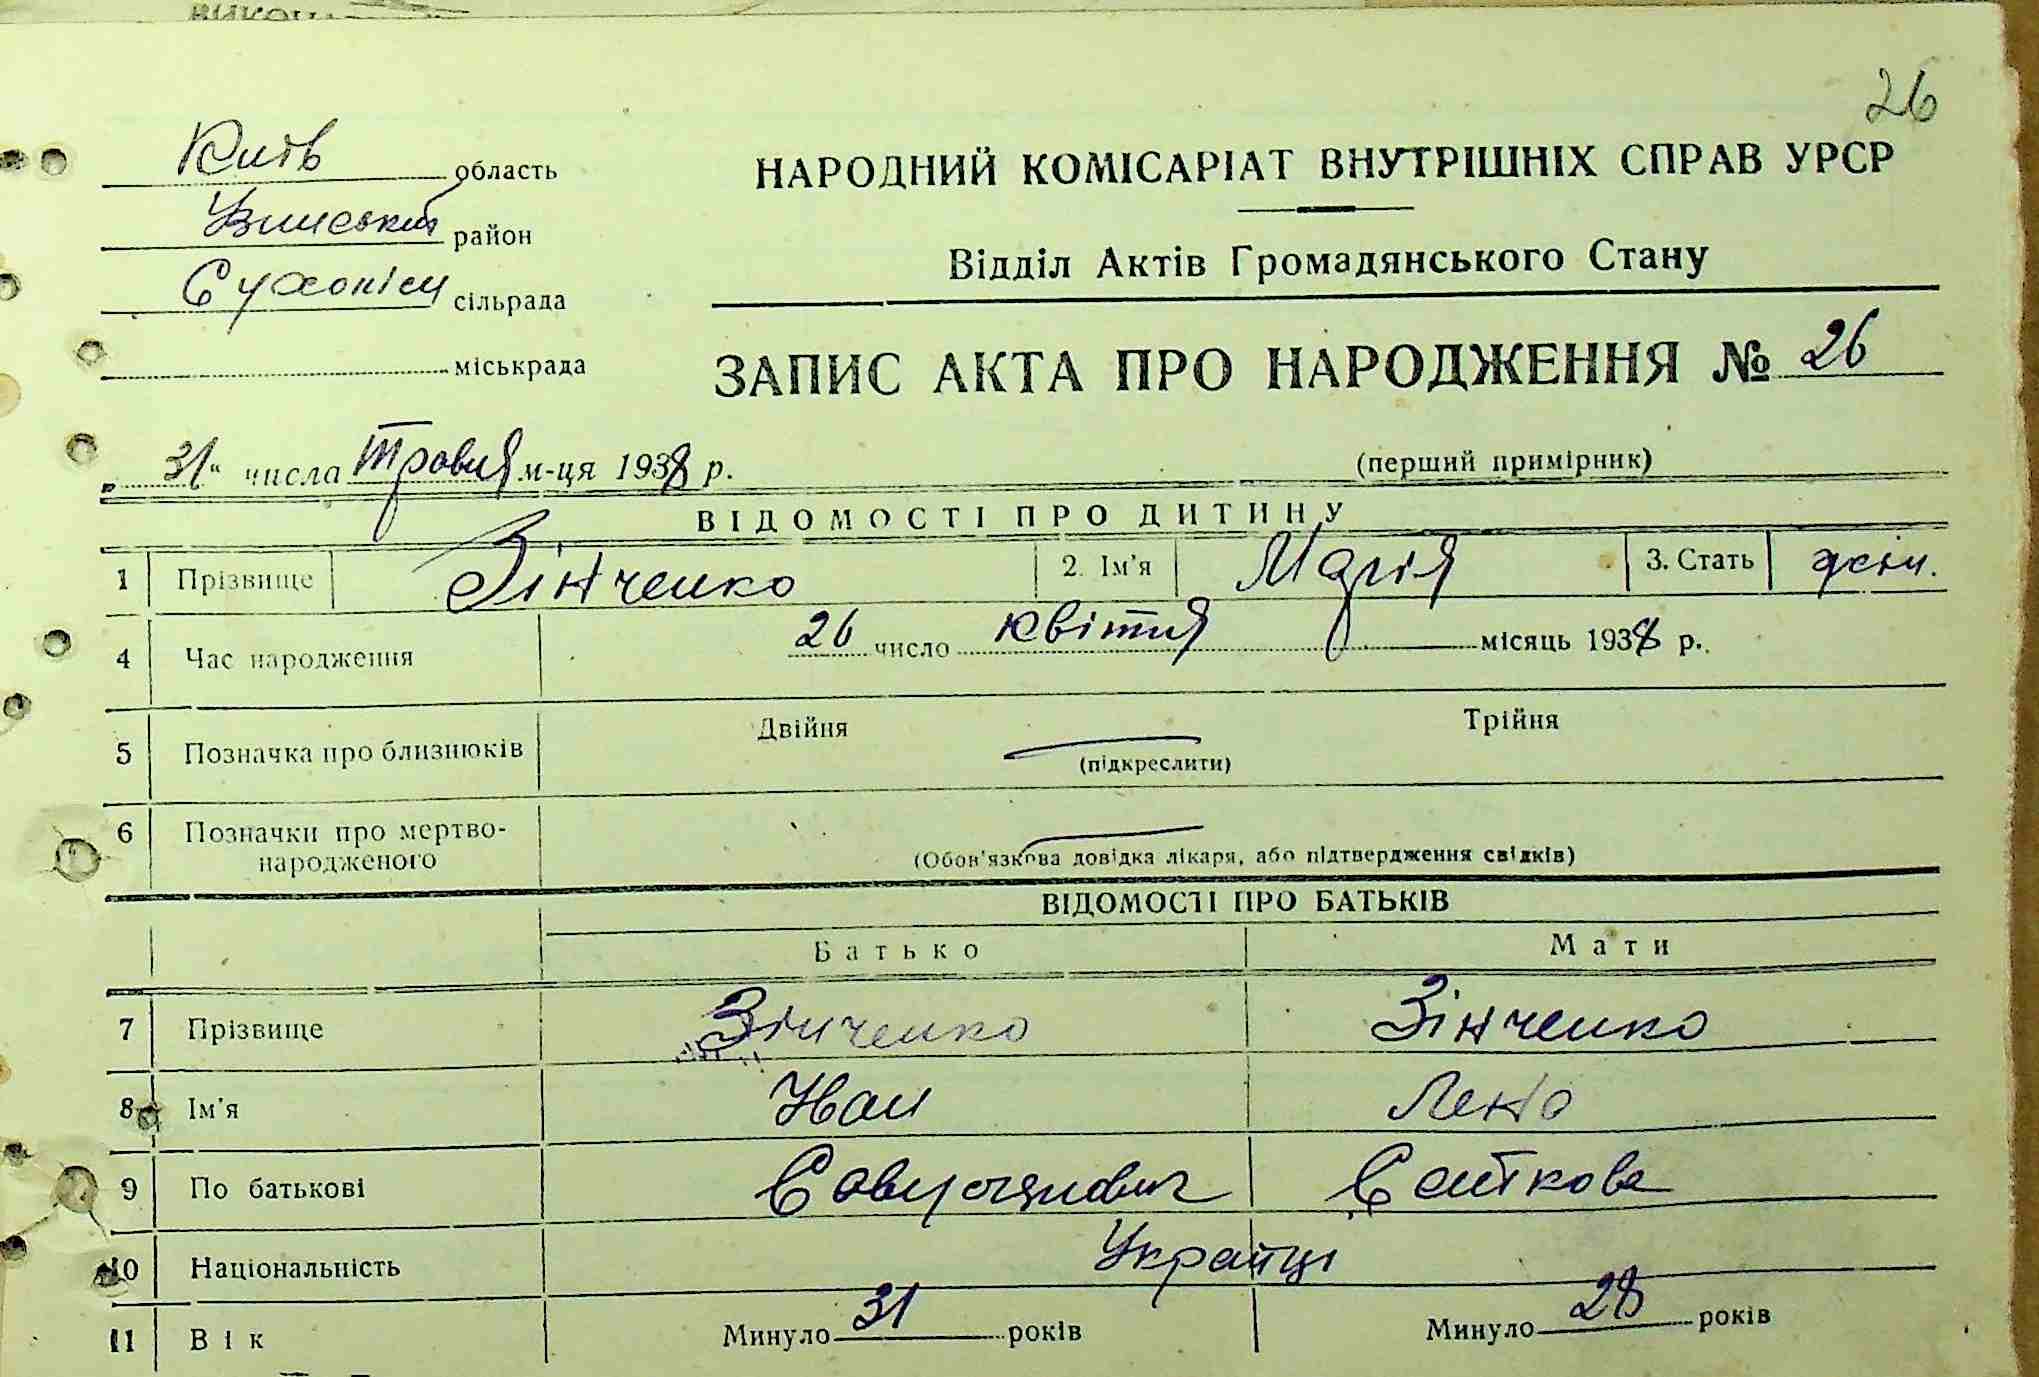 26
Київ область
район
сільрада
міськрада
НАРОДНИЙ КОМІСАРІАТ ВНУТРІШНІХ СПРАВ УРСР
Відділ Актів Громадянського Стану
ЗАПИС АКТА ПРО НАРОДЖЕННЯ № 26
"31" числа травня м-ця 1938 р.
(перший примірник)
ВІДОМОСТІ ПРО ДИТИНУ
1 Прізвище Зінченко 2. Ім'я Марія 3. Стать жін.
4 Час народження 26 число квітня місяць 1938 р.
5 Позначка про близнюків Двійня Трійня
(підкреслити)
6 Позначки про мертво-
народженого
(Обов'язкова довідка лікаря, або підтвердження свідків)
ВІДОМОСТІ ПРО БАТЬКІВ
Батько Мати
7 Прізвище Зінченко Зінченко
8 Ім'я Іван
9 По батькові
10 Національність Українці
11 Вік Минуло 31 років Минуло 28 років